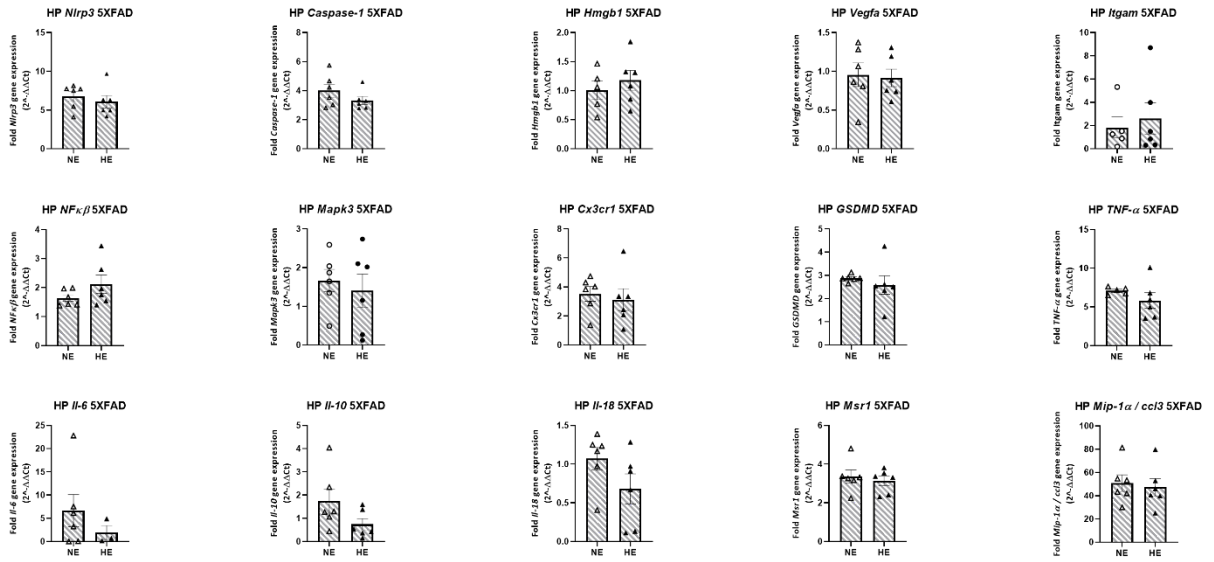 HP Nlrp3 5XFAD
Fold Nlrp3 gene expression
(2^-ΔΔCt)
15
10
5
0
NE HE
HP Caspase-1 5XFAD
Fold Caspase-1 gene expression
(2^-ΔΔCt)
8
6
4
2
0
NE HE
HP Hmgb1 5XFAD
Fold Hmgb1 gene expression
(2^-ΔΔCt)
2.0
1.5
1.0
0.5
0.0
NE HE
HP Vegfa 5XFAD
Fold Vegfa gene expression
(2^-ΔΔCt)
1.5
1.0
0.5
0.0
NE HE
HP Itgam 5XFAD
Fold Itgam gene expression
(2^-ΔΔCt)
10
8
6
4
2
0
NE HE
HP NFκβ 5XFAD
Fold NFκβ gene expression
(2^-ΔΔCt)
4
3
2
1
0
NE HE
HP Mapk3 5XFAD
Fold Mapk3 gene expression
(2^-ΔΔCt)
3
2
1
0
NE HE
HP Cx3cr1 5XFAD
Fold Cx3cr1 gene expression
(2^-ΔΔCt)
8
6
4
2
0
NE HE
HP GSDMD 5XFAD
Fold GSDMD gene expression
(2^-ΔΔCt)
5
4
3
2
1
0
NE HE
HP TNF-α 5XFAD
Fold TNF-α gene expression
(2^-ΔΔCt)
15
10
5
0
NE HE
HP Il-6 5XFAD
Fold Il-6 gene expression
(2^-ΔΔCt)
25
20
15
10
5
0
NE HE
HP Il-10 5XFAD
Fold Il-10 gene expression
(2^-ΔΔCt)
5
4
3
2
1
0
NE HE
HP Il-18 5XFAD
Fold Il-18 gene expression
(2^-ΔΔCt)
1.5
1.0
0.5
0.0
NE HE
HP Msr1 5XFAD
Fold Msr1 gene expression
(2^-ΔΔCt)
6
4
2
0
NE HE
HP Mip-1α / ccl3 5XFAD
Fold Mip-1α / ccl3 gene expression
(2^-ΔΔCt)
100
80
60
40
20
0
NE HE